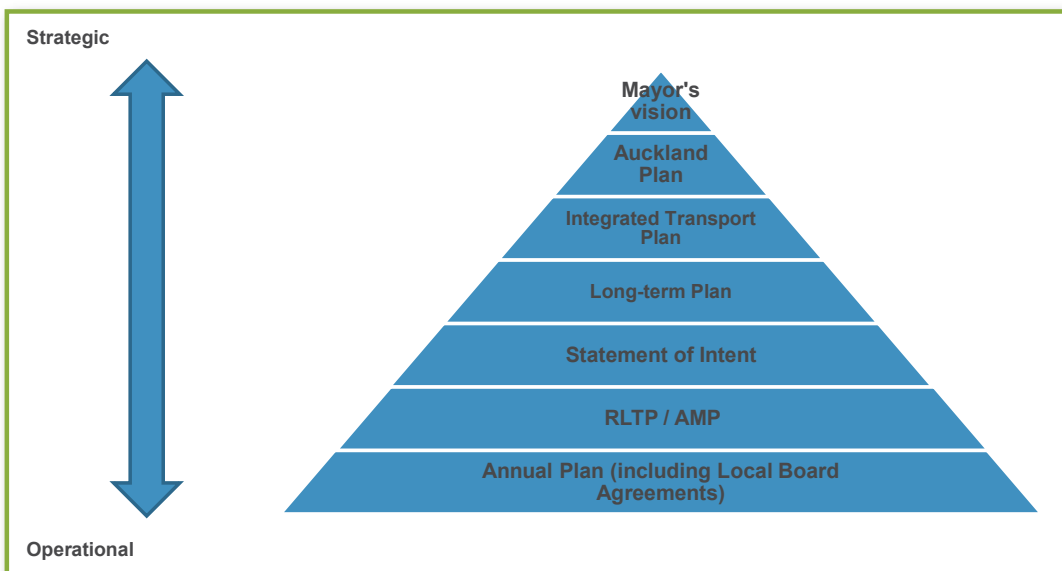 Strategic
Mayor's
vision
Auckland
Plan
Integrated Transport
Plan
Long-term Plan
Statement of Intent
RLTP / AMP
Annual Plan (including Local Board
Agreements)
Operational